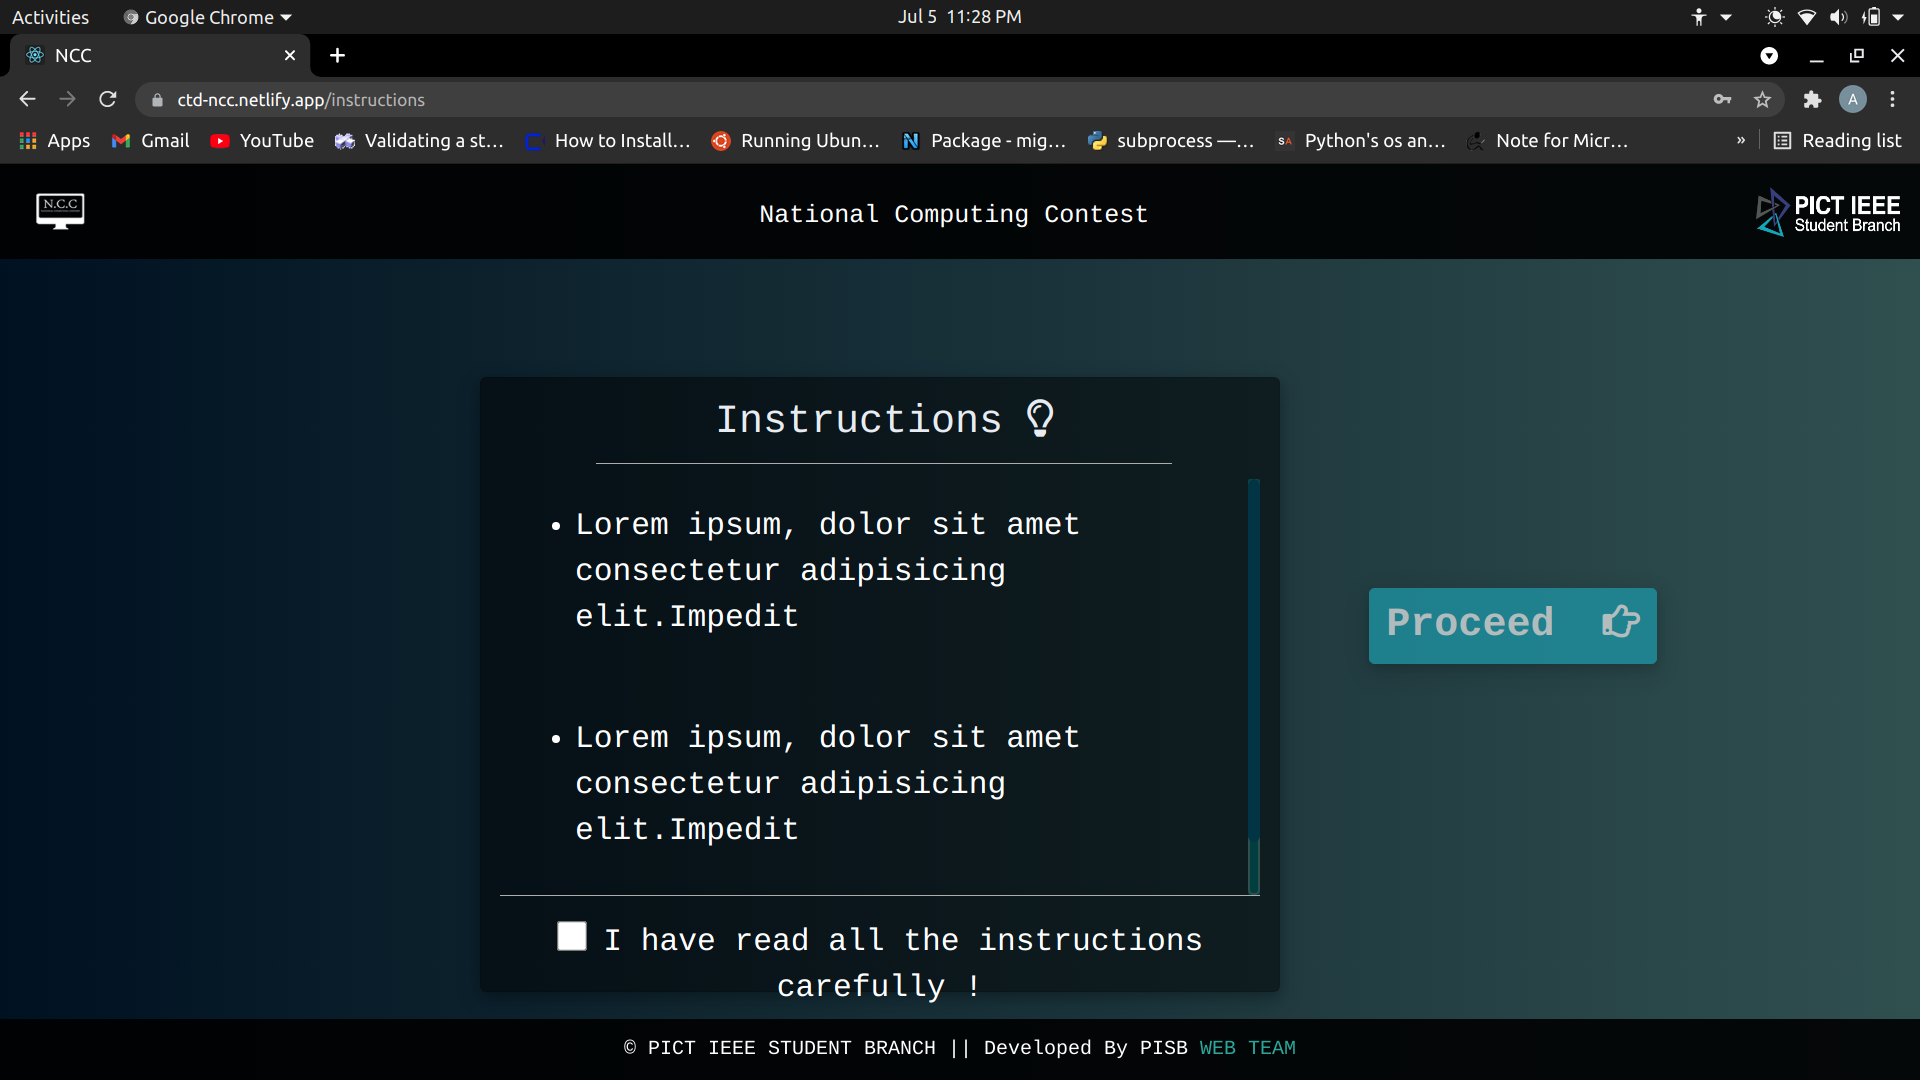 Activities Google Chrome Jul 5 11:28 PM
NCC
ctd-ncc.netlify.app/instructions A
Apps Gmail YouTube Validating a st… How to Install… Running Ubun… Package - mig… subprocess —… SA Python's os an… Note for Micr… » Reading list
N.C.C
National Computing Contest
PICT IEEE
Student Branch
Instructions
• Lorem ipsum, dolor sit amet
consectetur adipisicing
elit.Impedit
Proceed
• Lorem ipsum, dolor sit amet
consectetur adipisicing
elit.Impedit
I have read all the instructions
carefully !
© PICT IEEE STUDENT BRANCH || Developed By PISB WEB TEAM